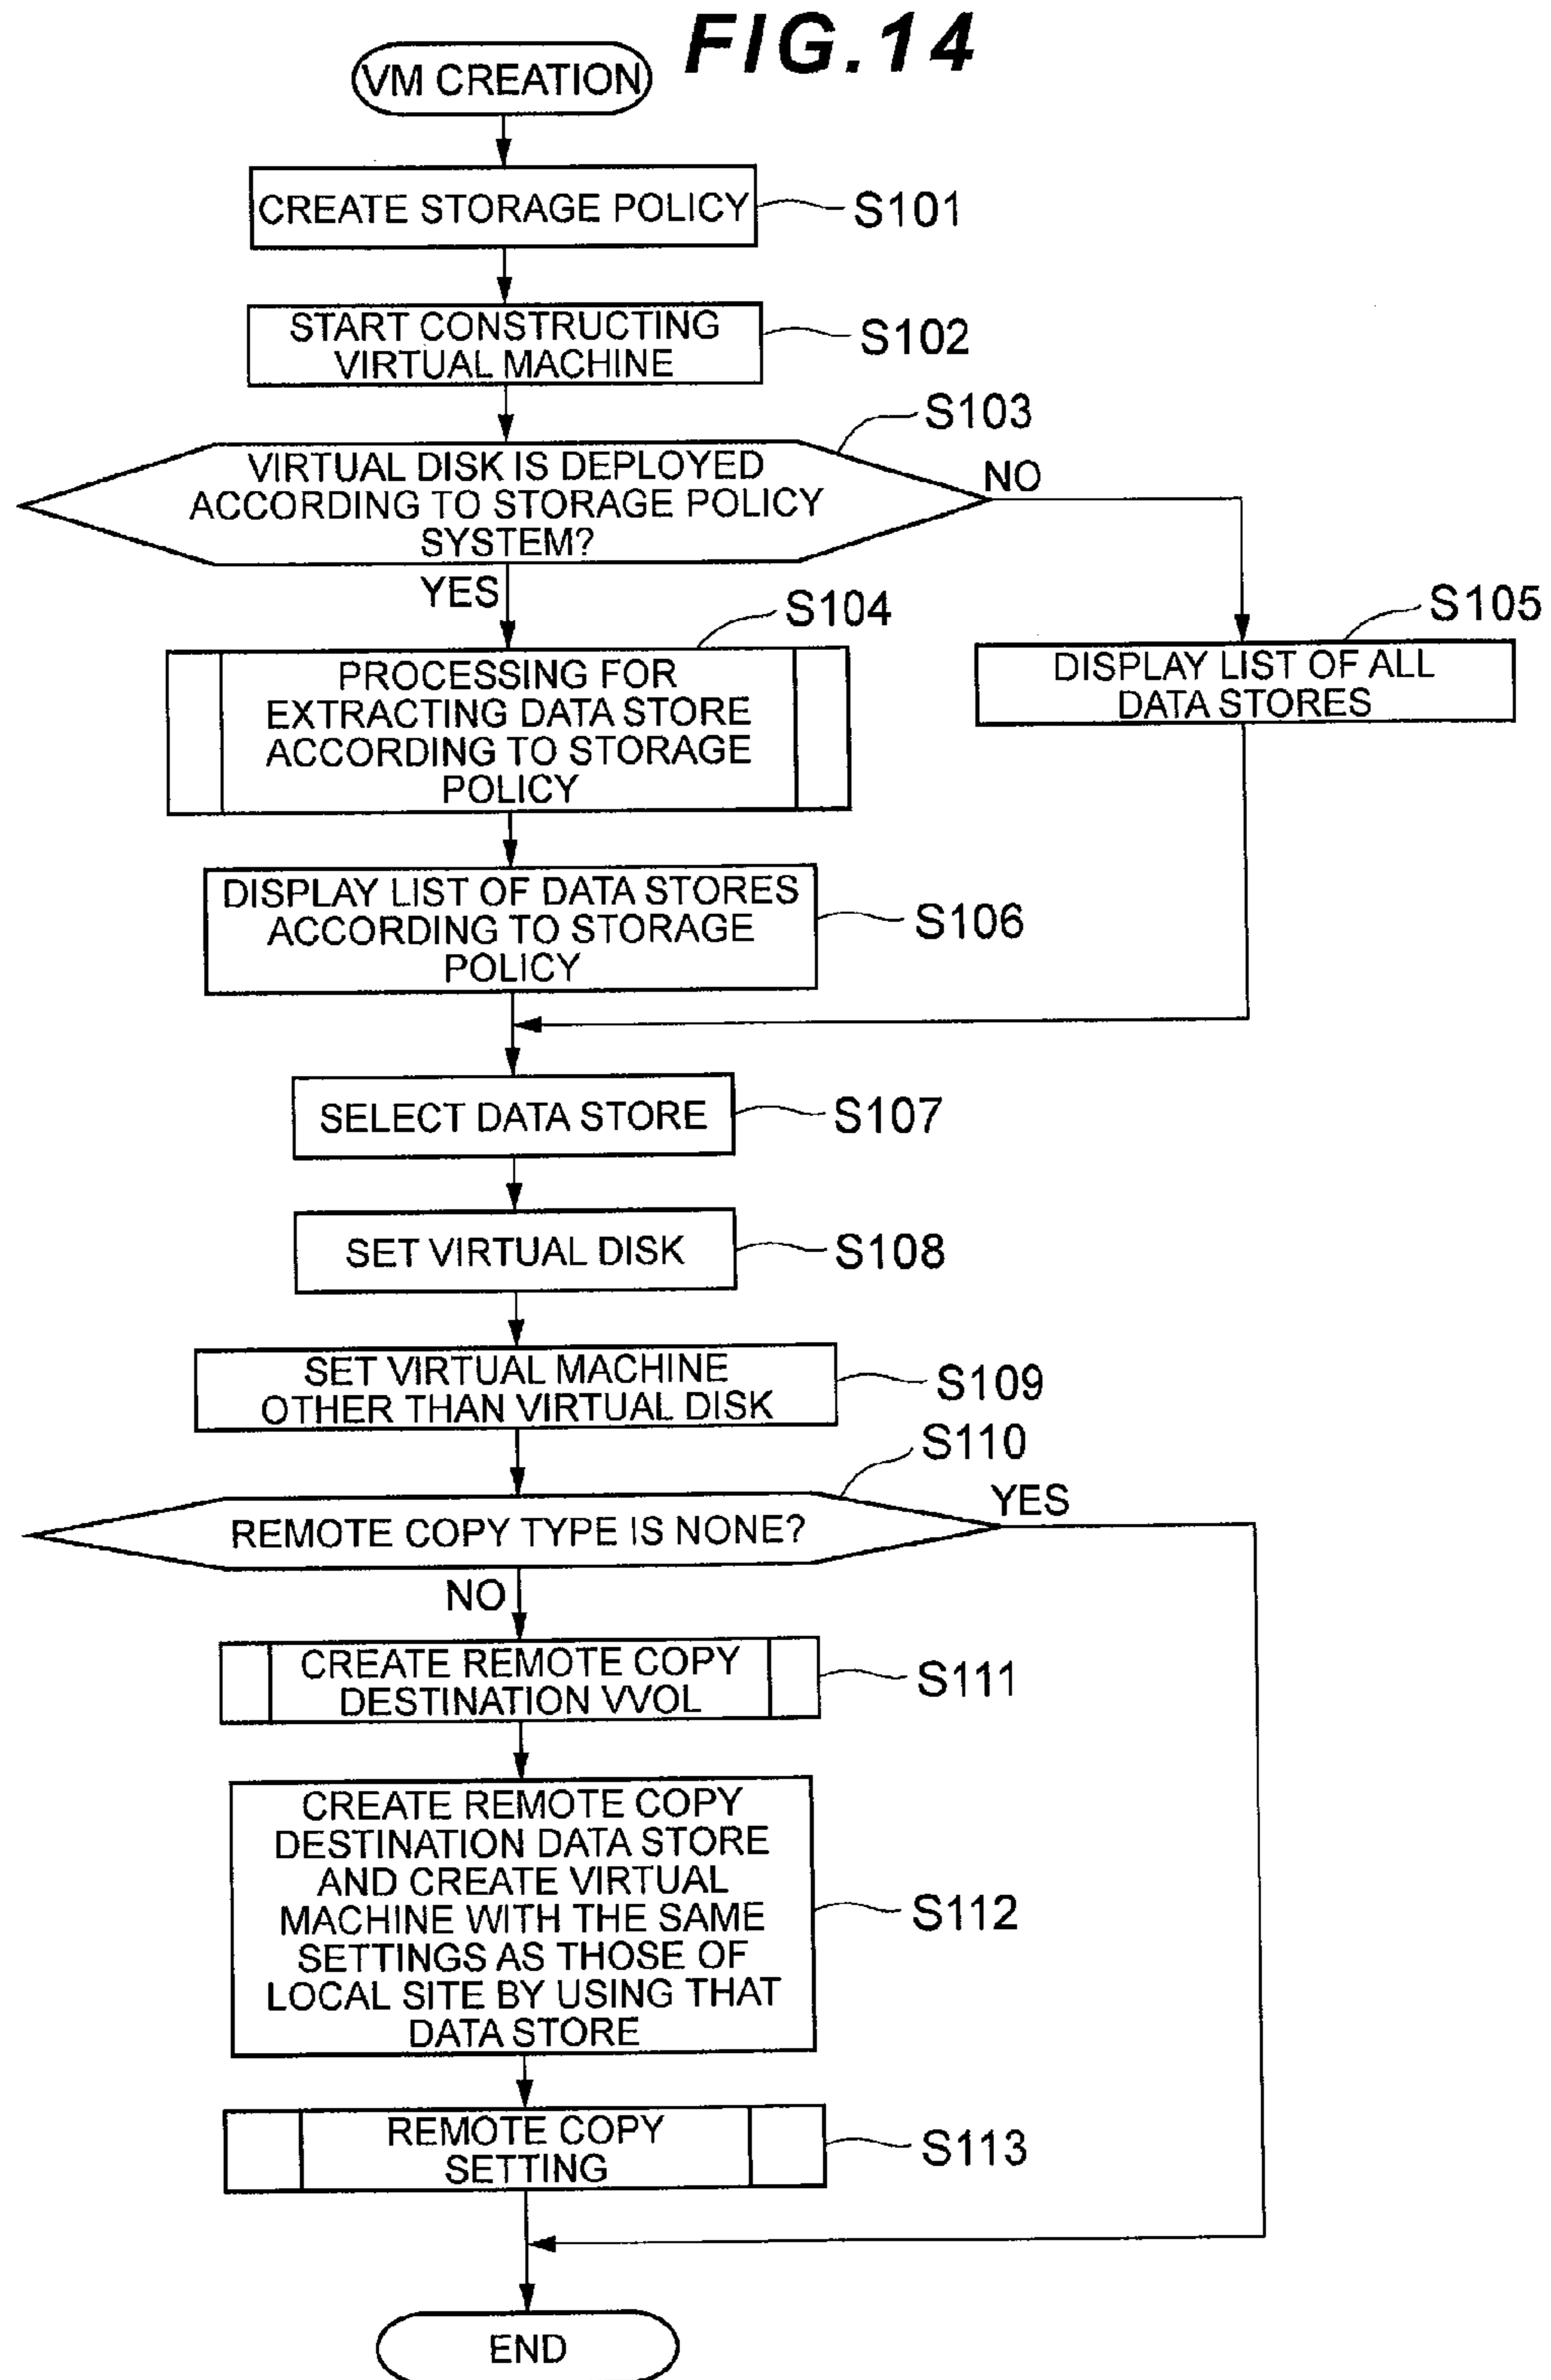 FIG.14
VM CREATION
CREATE STORAGE POLICY
S101
START CONSTRUCTING
VIRTUAL MACHINE
S102
S103
VIRTUAL DISK IS DEPLOYED
ACCORDING TO STORAGE POLICY
SYSTEM?
NO
YES
S104
PROCESSING FOR
EXTRACTING DATA STORE
ACCORDING TO STORAGE
POLICY
S105
DISPLAY LIST OF ALL
DATA STORES
DISPLAY LIST OF DATA STORES
ACCORDING TO STORAGE
POLICY
S106
SELECT DATA STORE
S107
SET VIRTUAL DISK
S108
SET VIRTUAL MACHINE
OTHER THAN VIRTUAL DISK
S109
S110
REMOTE COPY TYPE IS NONE?
YES
NO
CREATE REMOTE COPY
DESTINATION VVOL
S111
CREATE REMOTE COPY
DESTINATION DATA STORE
AND CREATE VIRTUAL
MACHINE WITH THE SAME
SETTINGS AS THOSE OF
LOCAL SITE BY USING THAT
DATA STORE
S112
REMOTE COPY
SETTING
S113
END